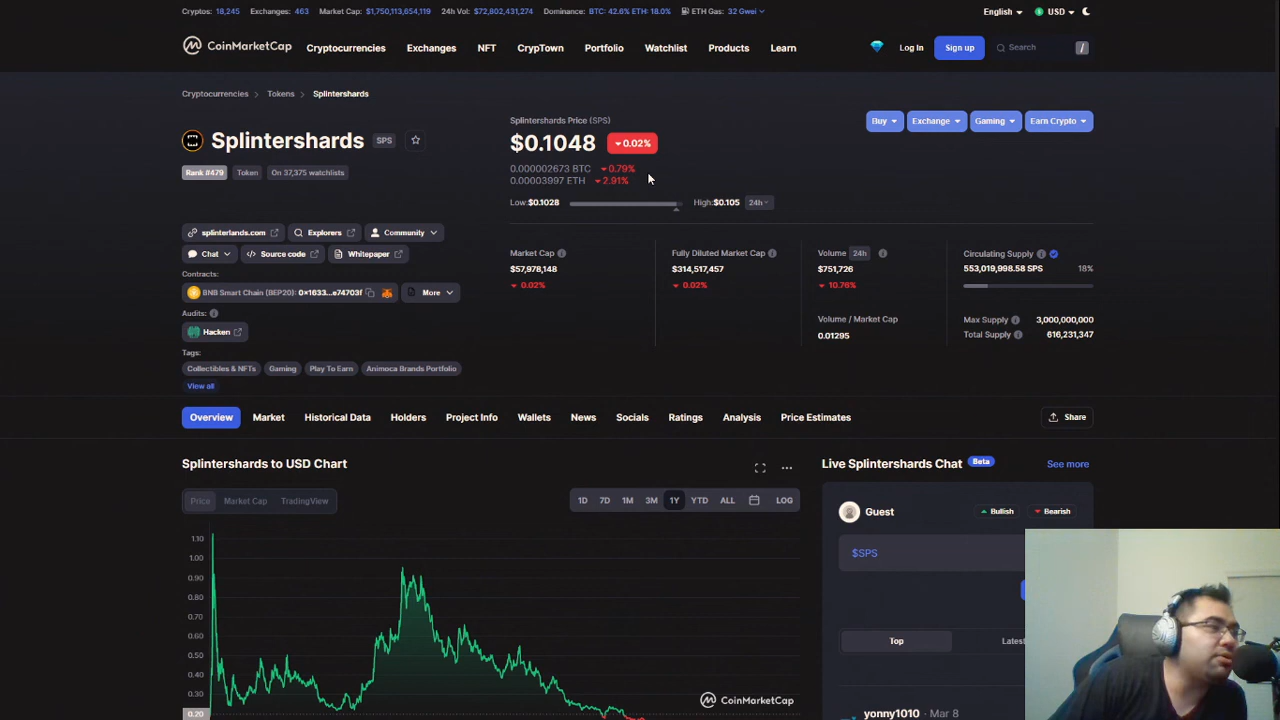 Cryptos: 18,245 Exchanges: 463 Market Cap: $1,750,113,654,119 24h Vol: $72,802,431,274 Dominance: BTC: 42.6% ETH: 18.0% ETH Gas: 32 Gwei English USD
CoinMarketCap Cryptocurrencies Exchanges NFT CrypTown Portfolio Watchlist Products Learn Log In Sign up Search /
Cryptocurrencies > Tokens > Splintershards
Splintershards SPS
Rank #479 Token On 37,375 watchlists
splinterlands.com Explorers Community
Chat Source code Whitepaper
Contracts:
BNB Smart Chain (BEP20): 0x1633...e74703f More
Audits:
Hacken
Tags:
Collectibles & NFTs Gaming Play To Earn Animoca Brands Portfolio
View all
Splintershards Price (SPS)
$0.1048 0.02%
0.000002673 BTC 0.79%
0.00003997 ETH 2.91%
Low: $0.1028 High: $0.105 24h
Buy Exchange Gaming Earn Crypto
Market Cap
$57,978,148
0.02%
Fully Diluted Market Cap
$314,517,457
0.02%
Volume 24h
$751,726
10.76%
Volume / Market Cap
0.01295
Circulating Supply
553,019,998.58 SPS 18%
Max Supply 3,000,000,000
Total Supply 616,231,347
Overview Market Historical Data Holders Project Info Wallets News Socials Ratings Analysis Price Estimates Share
Splintershards to USD Chart
Price Market Cap TradingView 1D 7D 1M 3M 1Y YTD ALL LOG
1.10
1.00
0.90
0.80
0.70
0.60
0.50
0.40
0.30
0.20
CoinMarketCap
Live Splintershards Chat Beta See more
Guest Bullish Bearish
$SPS
Top Latest
yonny1010 · Mar 8